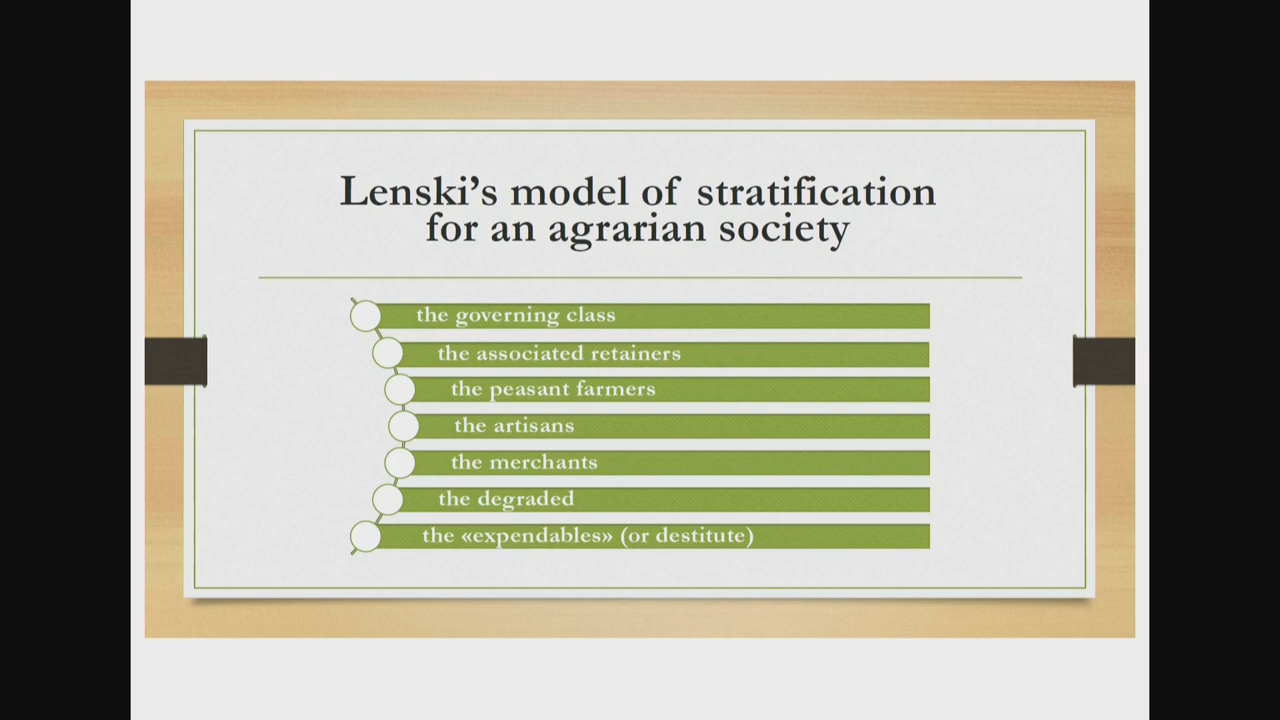 Lenski’s model of stratification
for an agrarian society
the governing class
the associated retainers
the peasant farmers
the artisans
the merchants
the degraded
the «expendables» (or destitute)